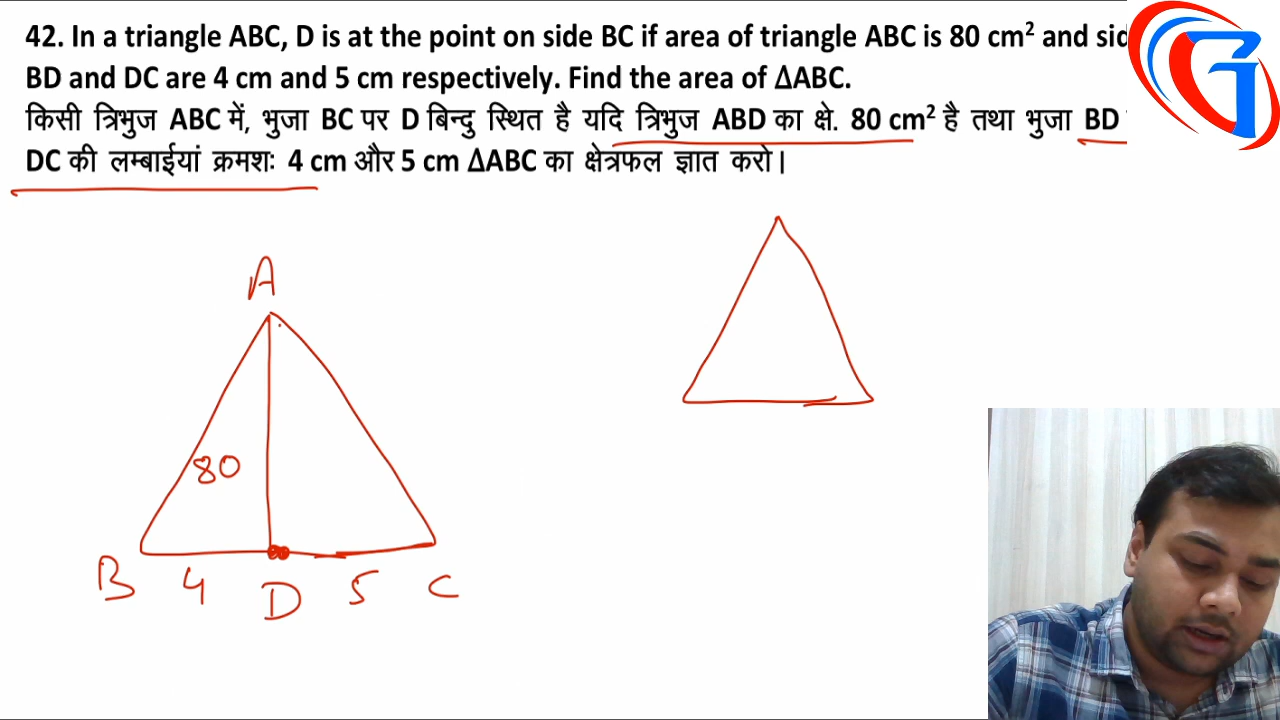 42. In a triangle ABC, D is at the point on side BC if area of triangle ABC is 80 cm² and
BD and DC are 4 cm and 5 cm respectively. Find the area of ΔABC.
किसी त्रिभुज ABC में, भुजा BC पर D बिन्दु स्थित है यदि त्रिभुज ABD का क्षे. 80 cm² है तथा भुजा BD
DC की लम्बाईयां क्रमशः 4 cm और 5 cm ΔABC का क्षेत्रफल ज्ञात करो।
A
80
B 4 D 5 C